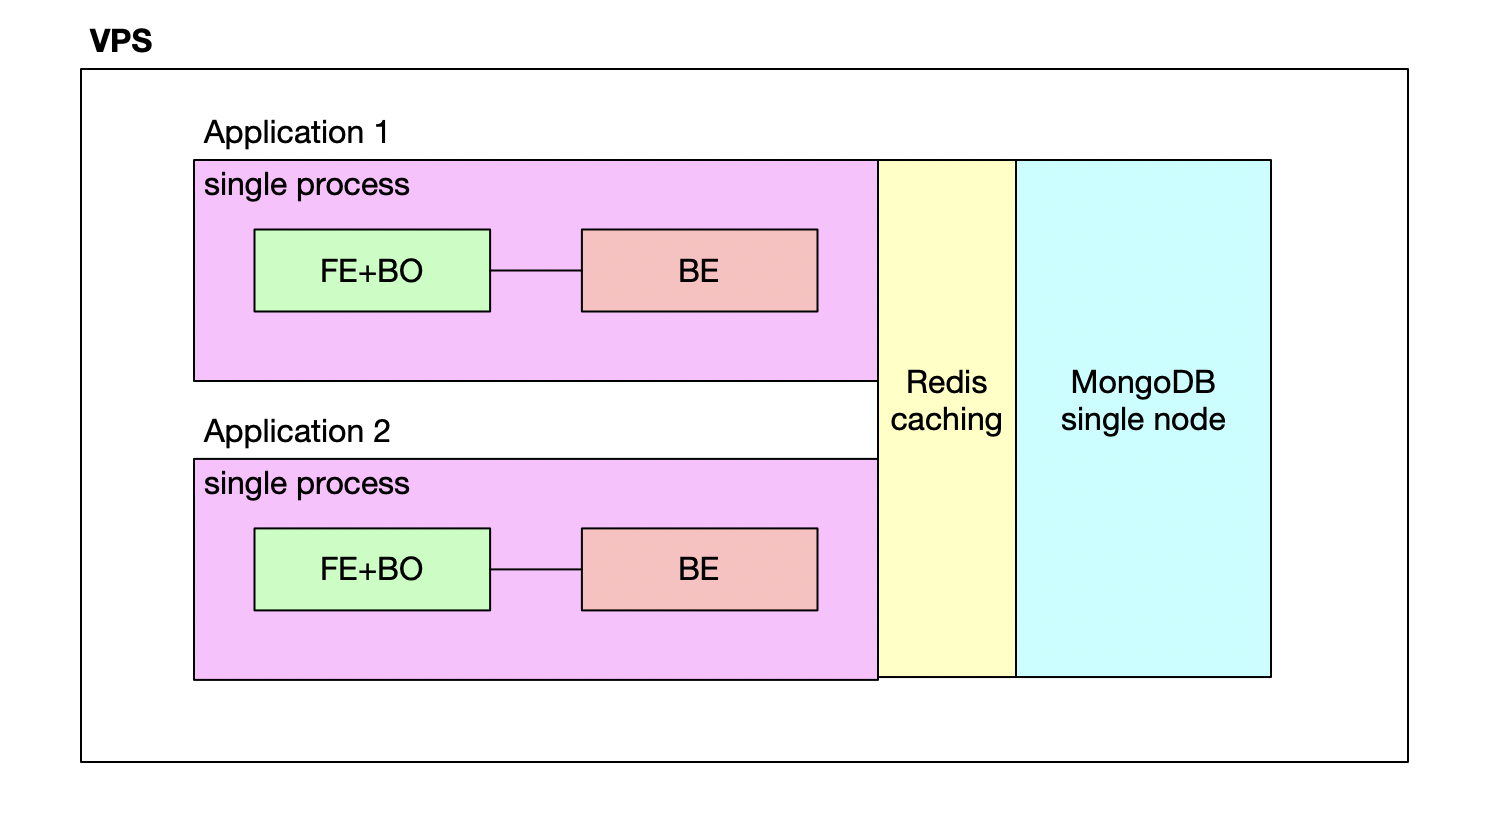 VPS
Application 1
single process
FE+BO
BE
Redis
caching
MongoDB
single node
Application 2
single process
FE+BO
BE